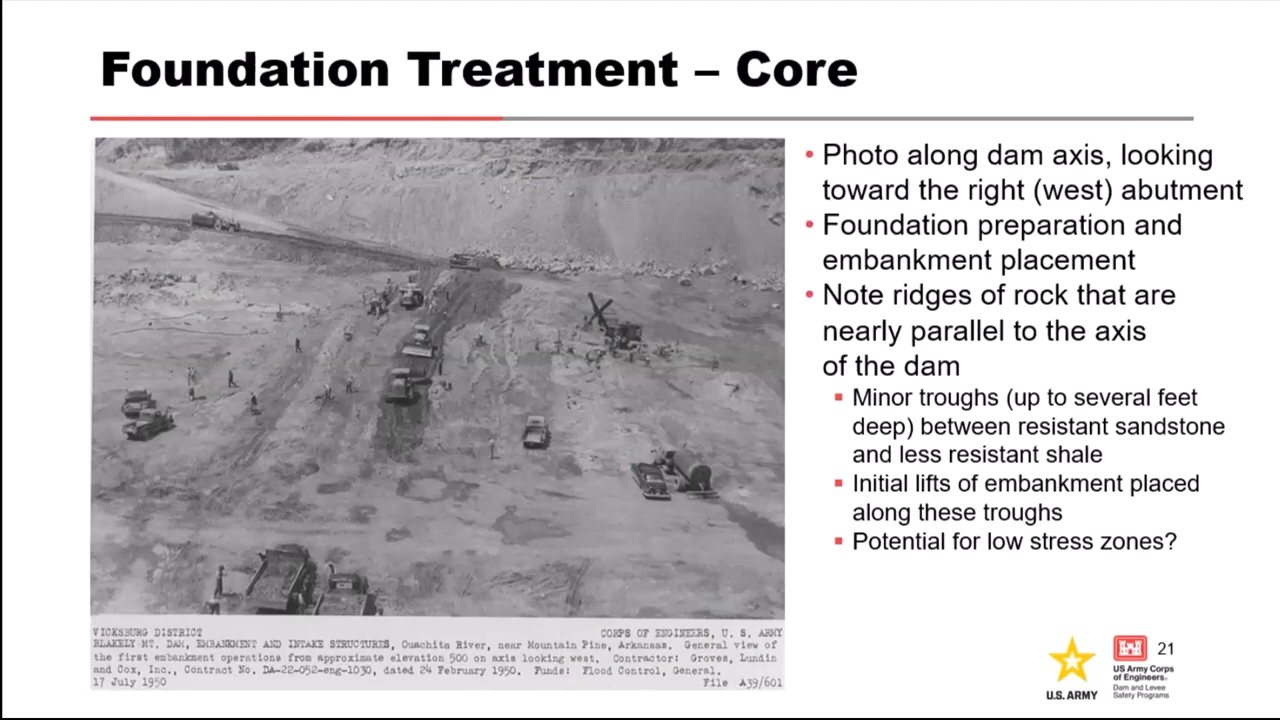 Foundation Treatment – Core
• Photo along dam axis, looking
toward the right (west) abutment
• Foundation preparation and
embankment placement
• Note ridges of rock that are
nearly parallel to the axis
of the dam
▪ Minor troughs (up to several feet
deep) between resistant sandstone
and less resistant shale
▪ Initial lifts of embankment placed
along these troughs
▪ Potential for low stress zones?
VICKSBURG DISTRICT CORPS OF ENGINEERS, U. S. ARMY
BLAKELY MT. DAM, EMBANKMENT AND INTAKE STRUCTURES, Ouachita River, near Mountain Pine, Arkansas. General view of
the first embankment operations from approximate elevation 500 on axis looking west. Contractor: Groves, Lundin
and Cox, Inc., Contract No. DA-22-052-eng-1030, dated 24 February 1950. Funds: Flood Control, General.
17 July 1950 File A39/601
U.S. ARMY
US Army Corps
of Engineers®
Dam and Levee
Safety Programs
21